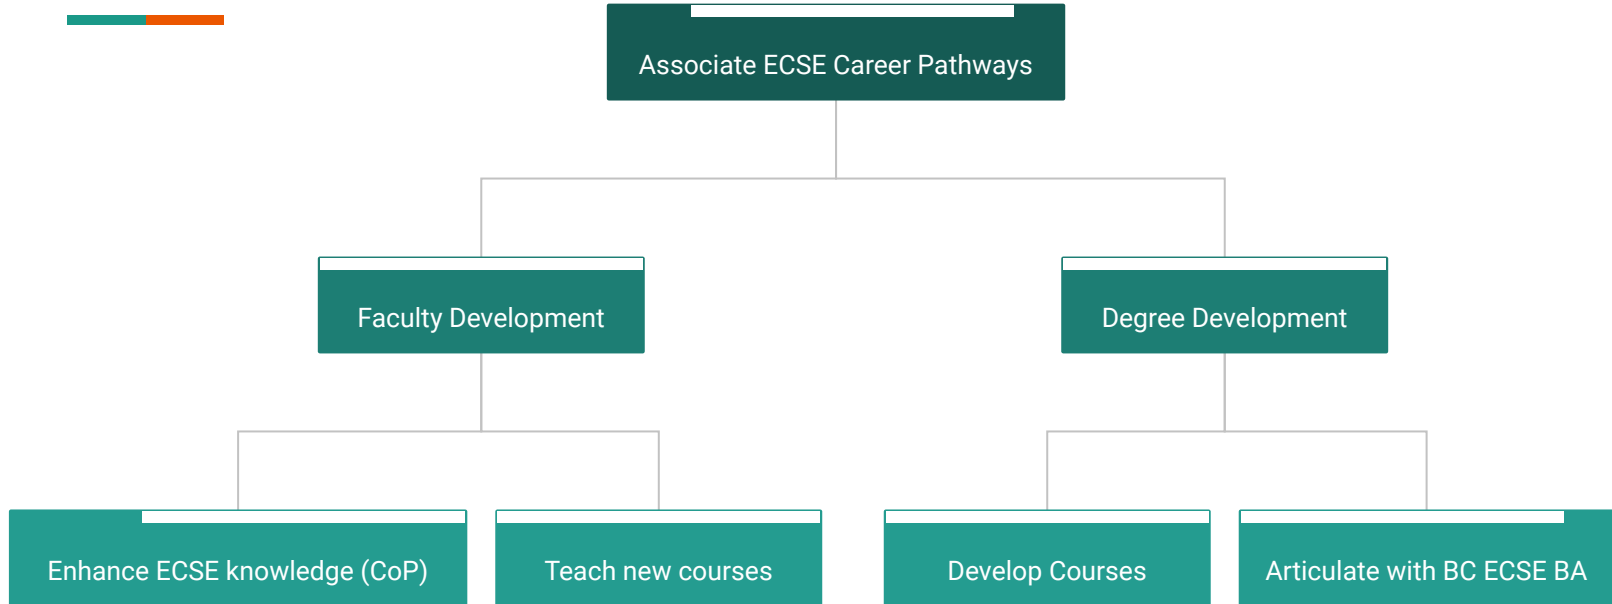 Associate ECSE Career Pathways
Faculty Development
Degree Development
Enhance ECSE knowledge (CoP)
Teach new courses
Develop Courses
Articulate with BC ECSE BA